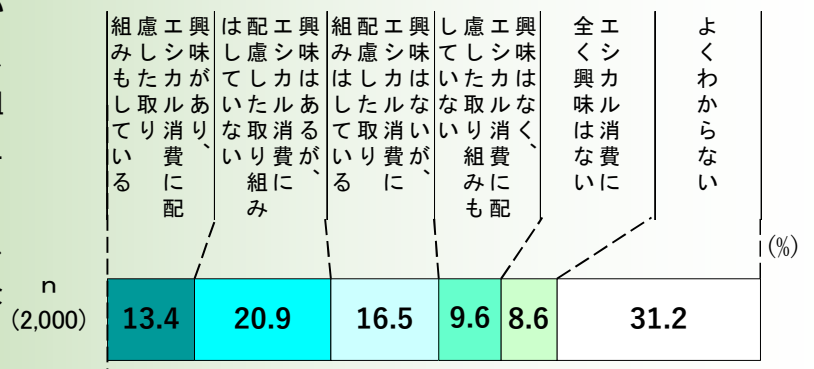 興味があり、
エシカル消費に配
慮した取り
組みもしている
興味はあるが、
エシカル消費に
配慮した取り組み
はしていない
興味はないが、
エシカル消費に
配慮した取り
組みはしている
興味はなく、
エシカル消費に配
慮した取り組みも
していない
エシカル消費に
全く興味はない
よくわからない
(%)
n
(2,000)
13.4 20.9 16.5 9.6 8.6 31.2